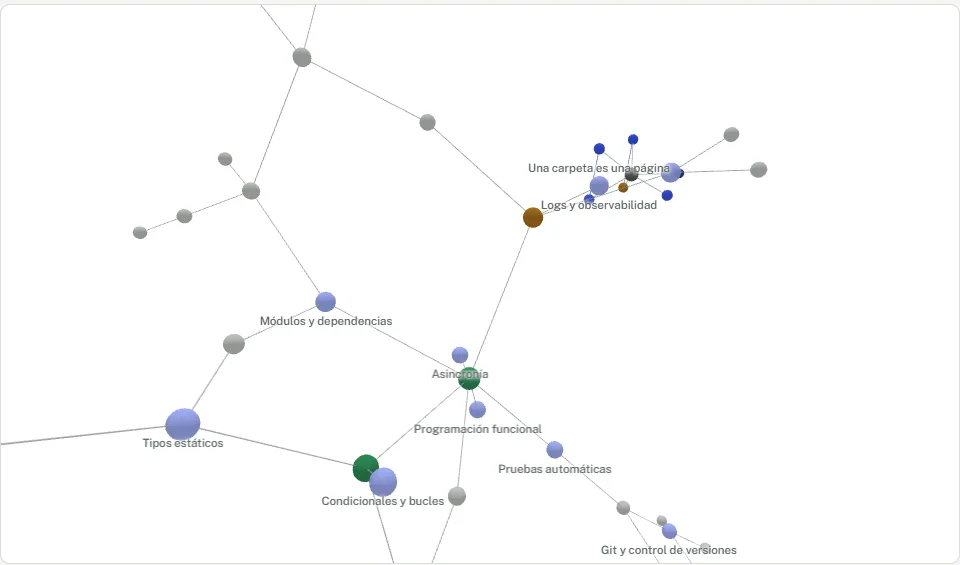 Una carpeta es una página
Logs y observabilidad
Módulos y dependencias
Asincronía
Programación funcional
Tipos estáticos
Pruebas automáticas
Condicionales y bucles
Git y control de versiones